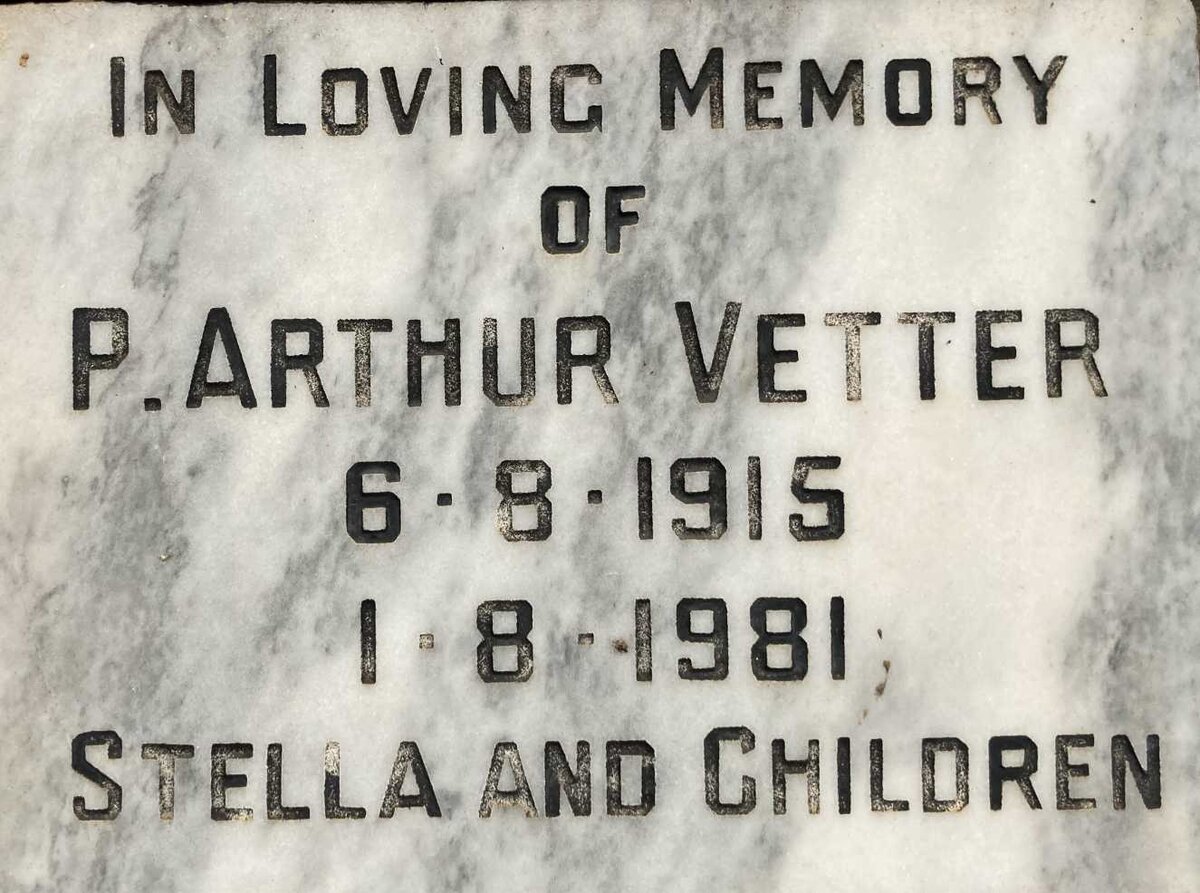 IN LOVING MEMORY
OF
P. ARTHUR VETTER
6·8·1915
1·8·1981
STELLA AND CHILDREN